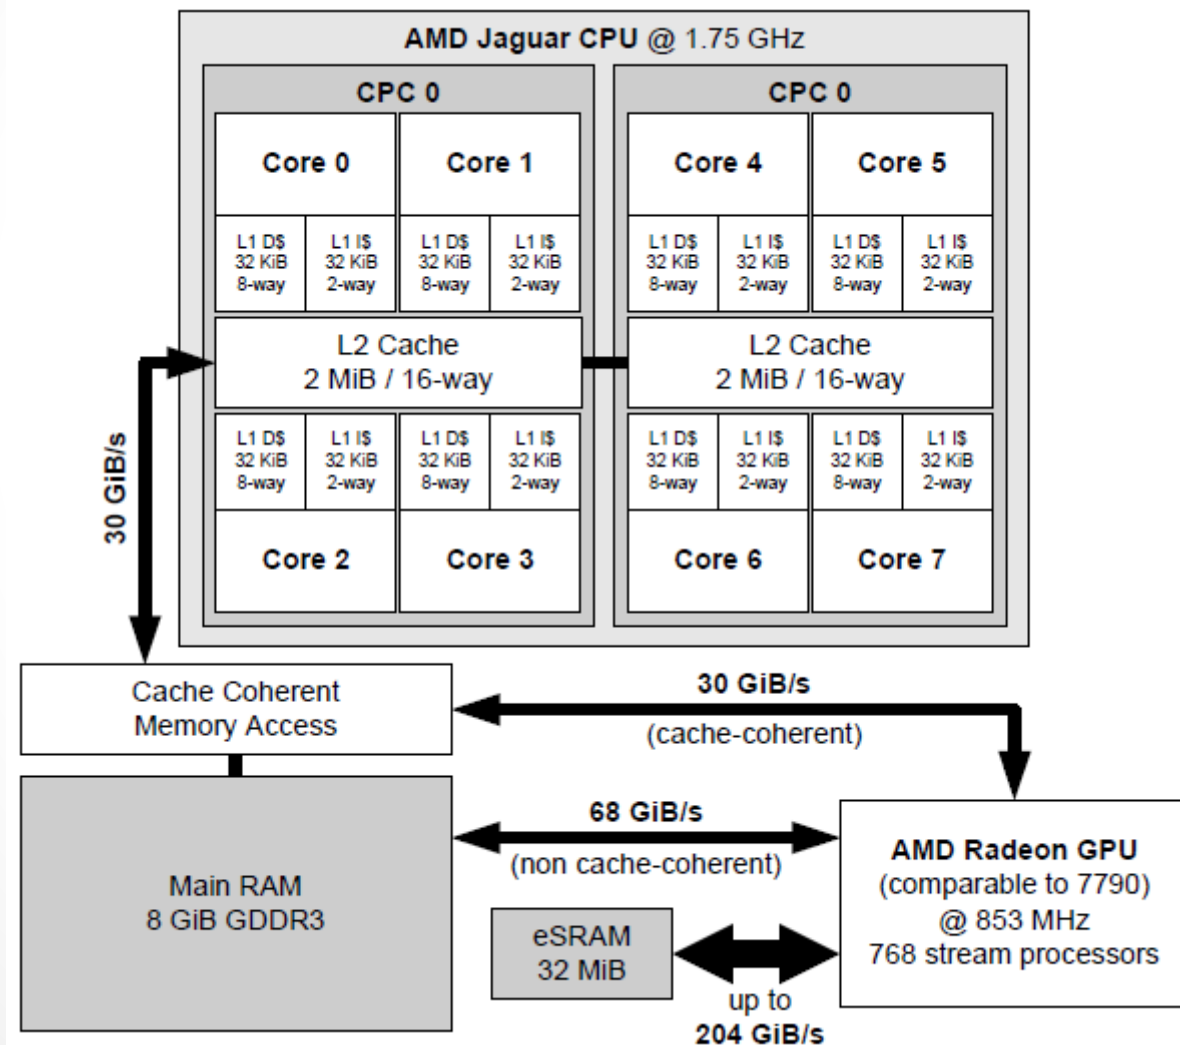 AMD Jaguar CPU @ 1.75 GHz
CPC 0
Core 0
Core 1
L1 D$
32 KiB
8-way
L1 I$
32 KiB
2-way
L1 D$
32 KiB
8-way
L1 I$
32 KiB
2-way
L2 Cache
2 MiB / 16-way
L1 D$
32 KiB
8-way
L1 I$
32 KiB
2-way
L1 D$
32 KiB
8-way
L1 I$
32 KiB
2-way
Core 2
Core 3
CPC 0
Core 4
Core 5
L1 D$
32 KiB
8-way
L1 I$
32 KiB
2-way
L1 D$
32 KiB
8-way
L1 I$
32 KiB
2-way
L2 Cache
2 MiB / 16-way
L1 D$
32 KiB
8-way
L1 I$
32 KiB
2-way
L1 D$
32 KiB
8-way
L1 I$
32 KiB
2-way
Core 6
Core 7
30 GiB/s
Cache Coherent
Memory Access
30 GiB/s
(cache-coherent)
68 GiB/s
(non cache-coherent)
Main RAM
8 GiB GDDR3
eSRAM
32 MiB
up to
204 GiB/s
AMD Radeon GPU
(comparable to 7790)
@ 853 MHz
768 stream processors